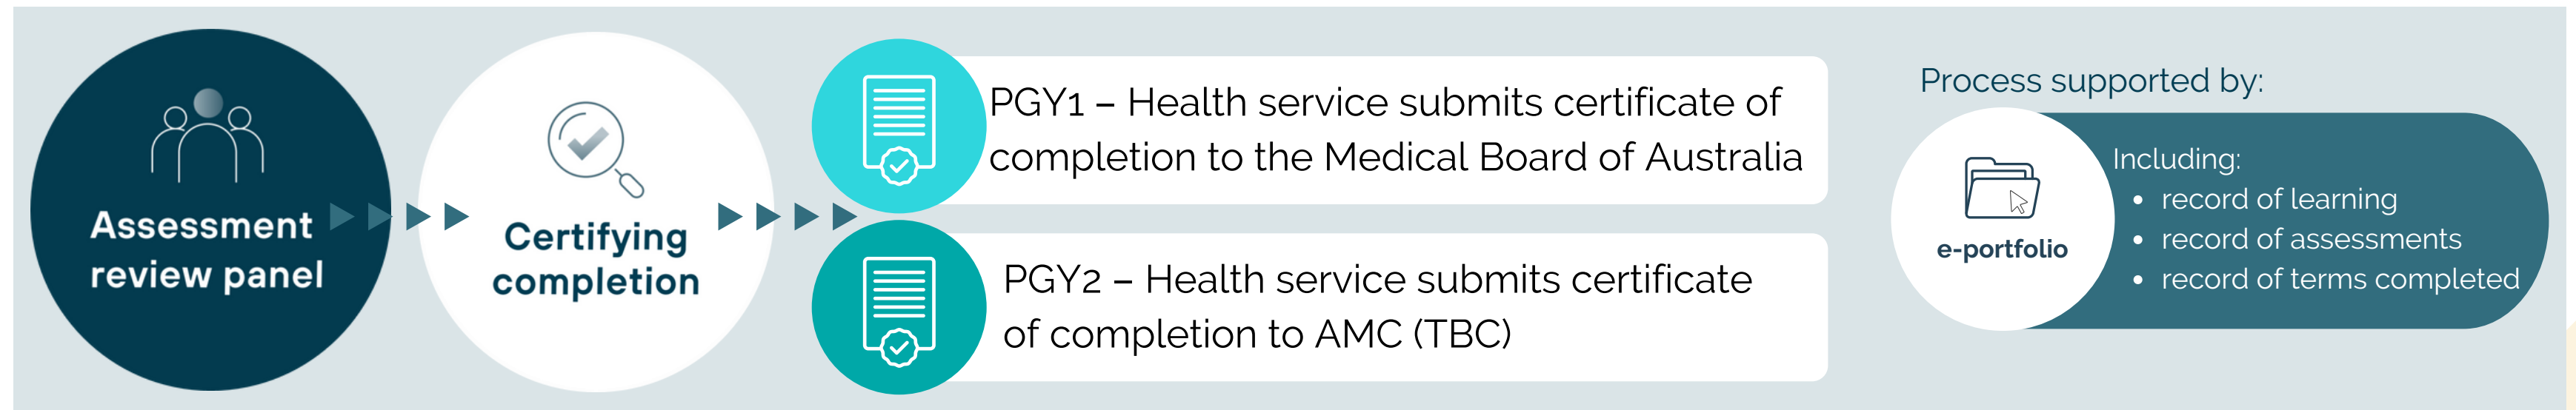 Assessment
review panel
Certifying
completion
PGY1 – Health service submits certificate of
completion to the Medical Board of Australia
PGY2 – Health service submits certificate
of completion to AMC (TBC)
Process supported by:
e-portfolio
Including:
• record of learning
• record of assessments
• record of terms completed